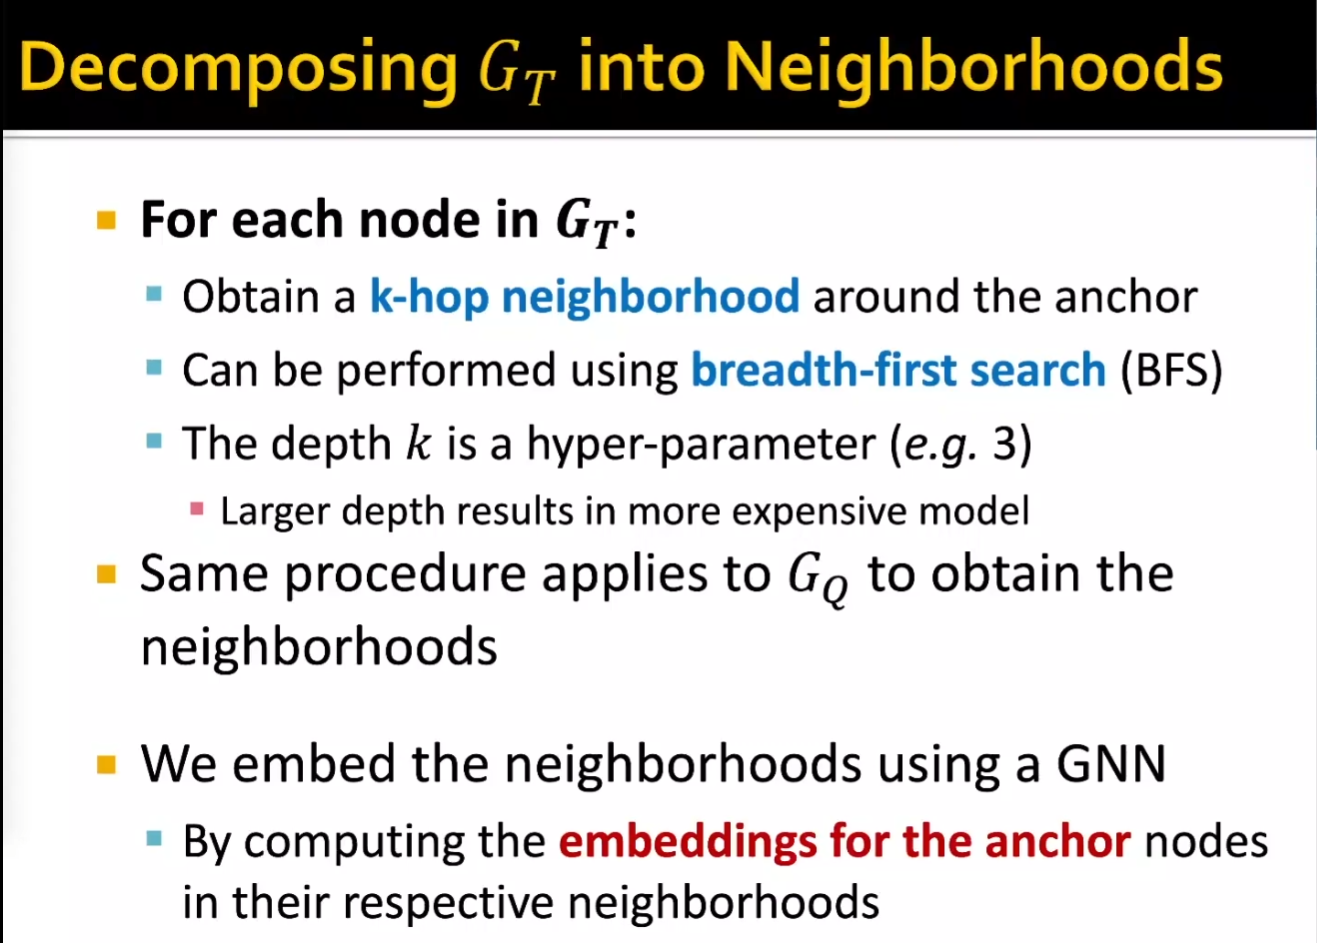 Decomposing G_T into Neighborhoods
For each node in G_T:
Obtain a k-hop neighborhood around the anchor
Can be performed using breadth-first search (BFS)
The depth k is a hyper-parameter (e.g. 3)
Larger depth results in more expensive model
Same procedure applies to G_Q to obtain the
neighborhoods
We embed the neighborhoods using a GNN
By computing the embeddings for the anchor nodes
in their respective neighborhoods